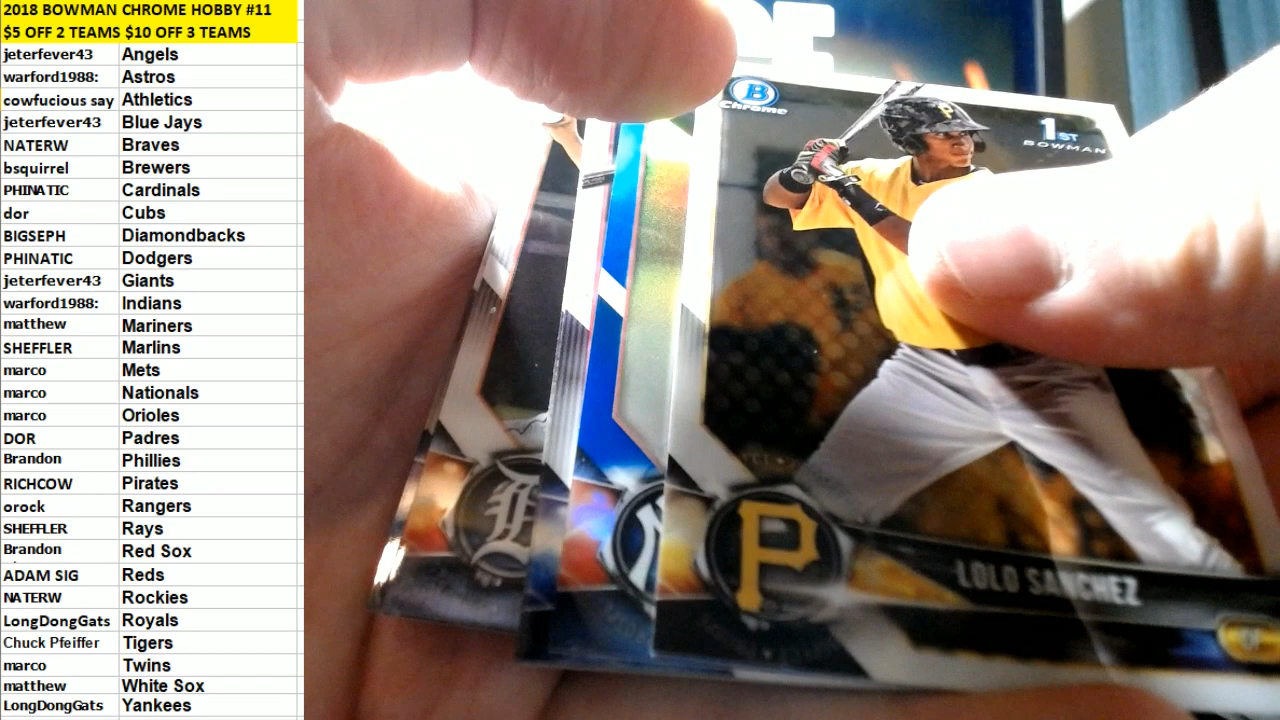 2018 BOWMAN CHROME HOBBY #11
$5 OFF 2 TEAMS $10 OFF 3 TEAMS
jeterfever43 Angels
warford1988: Astros
cowfucious say Athletics
jeterfever43 Blue Jays
NATERW Braves
bsquirrel Brewers
PHINATIC Cardinals
dor Cubs
BIGSEPH Diamondbacks
PHINATIC Dodgers
jeterfever43 Giants
warford1988: Indians
matthew Mariners
SHEFFLER Marlins
marco Mets
marco Nationals
marco Orioles
DOR Padres
Brandon Phillies
RICHCOW Pirates
orock Rangers
SHEFFLER Rays
Brandon Red Sox
ADAM SIG Reds
NATERW Rockies
LongDongGats Royals
Chuck Pfeiffer Tigers
marco Twins
matthew White Sox
LongDongGats Yankees
B
Chrome
P
1ST
BOWMAN
D
P
LOLO SANCHEZ
OF